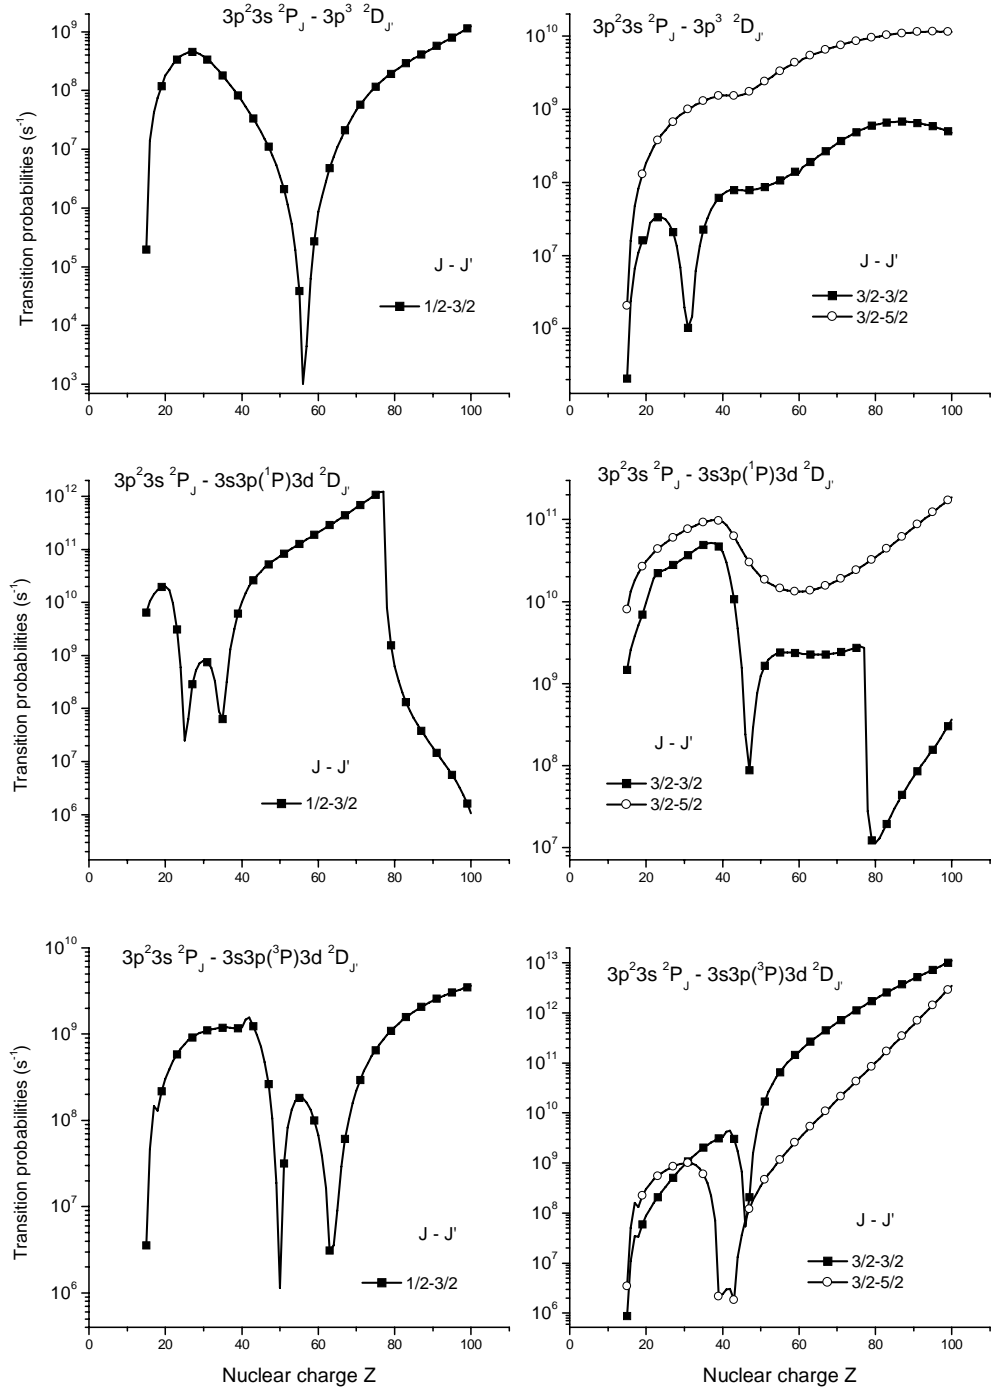 3p²3s ²P_J - 3p³ ²D_J'
Transition probabilities (s⁻¹)
10⁹
10⁸
10⁷
10⁶
10⁵
10⁴
10³
J - J'
1/2-3/2
0 20 40 60 80 100
3p²3s ²P_J - 3p³ ²D_J'
10¹⁰
10⁹
10⁸
10⁷
10⁶
J - J'
3/2-3/2
3/2-5/2
0 20 40 60 80 100
3p²3s ²P_J - 3s3p(¹P)3d ²D_J'
Transition probabilities (s⁻¹)
10¹²
10¹¹
10¹⁰
10⁹
10⁸
10⁷
10⁶
J - J'
1/2-3/2
0 20 40 60 80 100
3p²3s ²P_J - 3s3p(¹P)3d ²D_J'
10¹¹
10¹⁰
10⁹
10⁸
10⁷
J - J'
3/2-3/2
3/2-5/2
0 20 40 60 80 100
3p²3s ²P_J - 3s3p(³P)3d ²D_J'
Transition probabilities (s⁻¹)
10¹⁰
10⁹
10⁸
10⁷
10⁶
J - J'
1/2-3/2
0 20 40 60 80 100
Nuclear charge Z
3p²3s ²P_J - 3s3p(³P)3d ²D_J'
10¹³
10¹²
10¹¹
10¹⁰
10⁹
10⁸
10⁷
10⁶
J - J'
3/2-3/2
3/2-5/2
0 20 40 60 80 100
Nuclear charge Z